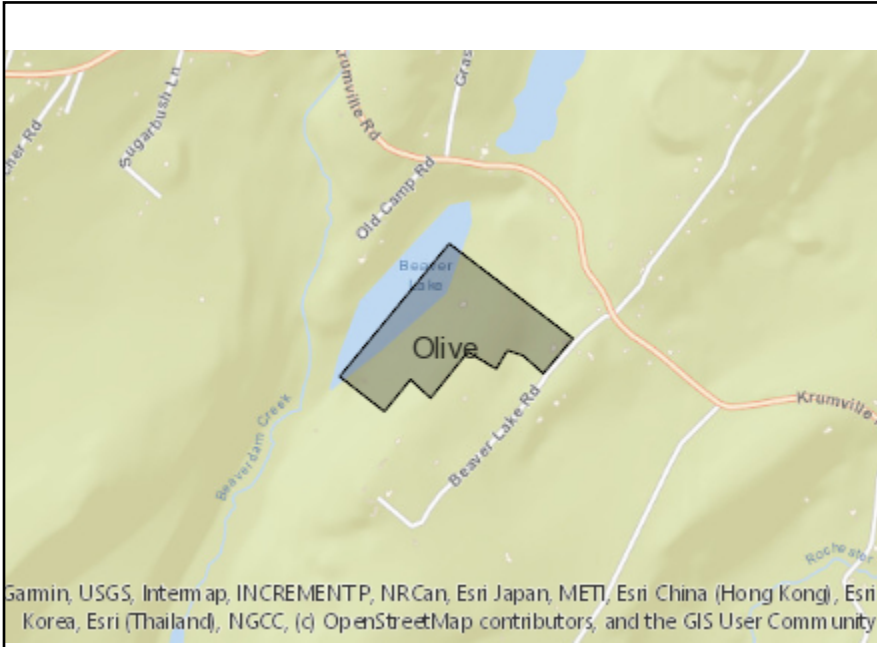 Gras
Krumville Rd
Sugarbush Ln
cher Rd
Old Camp Rd
Beaver
Lake
Olive
Beaver Lake Rd
Krumville
Beaverdam Creek
Rochester
Garmin, USGS, Intermap, INCREMENT P, NRCan, Esri Japan, METI, Esri China (Hong Kong), Esri
Korea, Esri (Thailand), NGCC, (c) OpenStreetMap contributors, and the GIS User Community